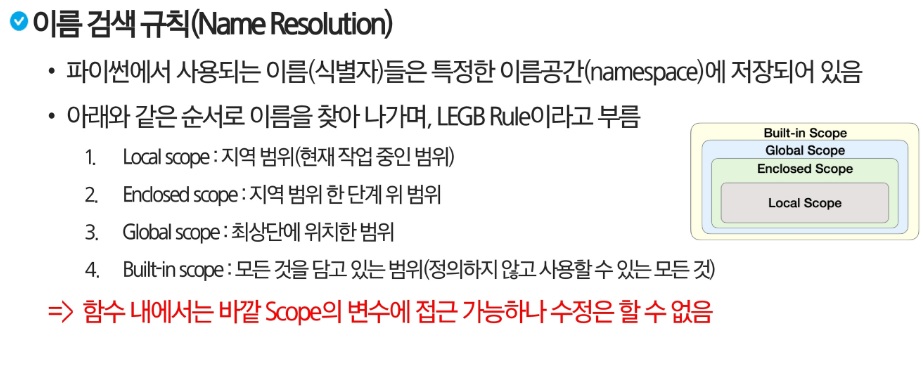 이름 검색 규칙(Name Resolution)
• 파이썬에서 사용되는 이름(식별자)들은 특정한 이름공간(namespace)에 저장되어 있음
• 아래와 같은 순서로 이름을 찾아 나가며, LEGB Rule이라고 부름
1. Local scope : 지역 범위(현재 작업 중인 범위)
2. Enclosed scope : 지역 범위 한 단계 위 범위
3. Global scope : 최상단에 위치한 범위
4. Built-in scope : 모든 것을 담고 있는 범위(정의하지 않고 사용할 수 있는 모든 것)
=> 함수 내에서는 바깥 Scope의 변수에 접근 가능하나 수정은 할 수 없음
Built-in Scope
Global Scope
Enclosed Scope
Local Scope